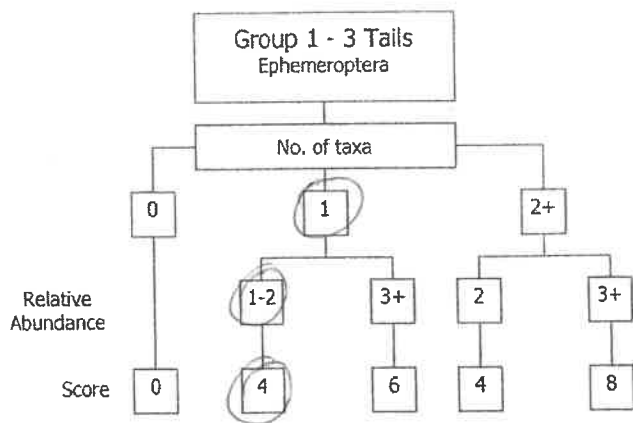 Group 1 - 3 Tails
Ephemeroptera
No. of taxa
0 1 2+
Relative
Abundance
1-2 3+ 2 3+
Score 0 4 6 4 8